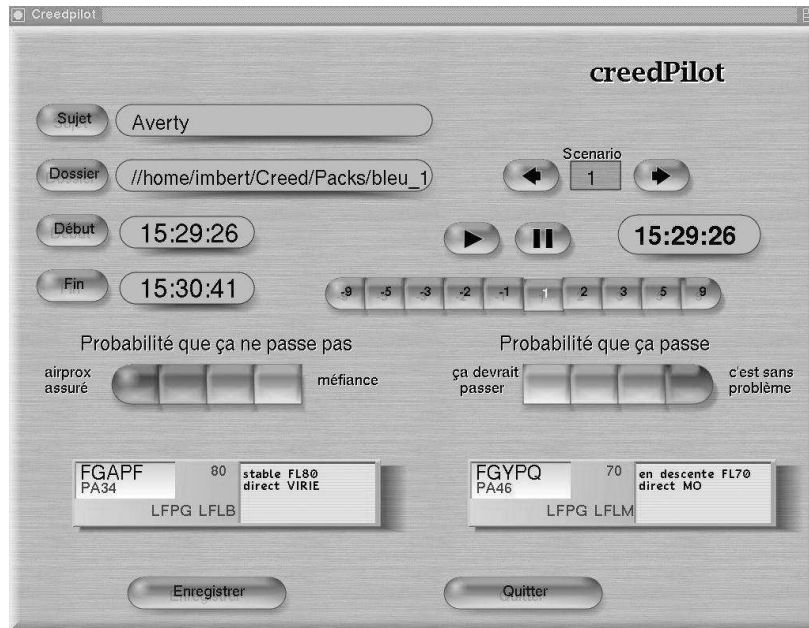 Creedpilot
creedPilot
Sujet Averty
Dossier //home/imbert/Creed/Packs/bleu_1
Scenario
1
Début 15:29:26
15:29:26
Fin 15:30:41
-9 -5 -3 -2 -1 1 2 3 5 9
Probabilité que ça ne passe pas
airprox
assuré
méfiance
Probabilité que ça passe
ça devrait
passer
c'est sans
problème
FGAPF 80
PA34
LFPG LFLB
stable FL80
direct VIRIE
FGYPQ 70
PA46
LFPG LFLM
en descente FL70
direct MO
Enregistrer
Quitter